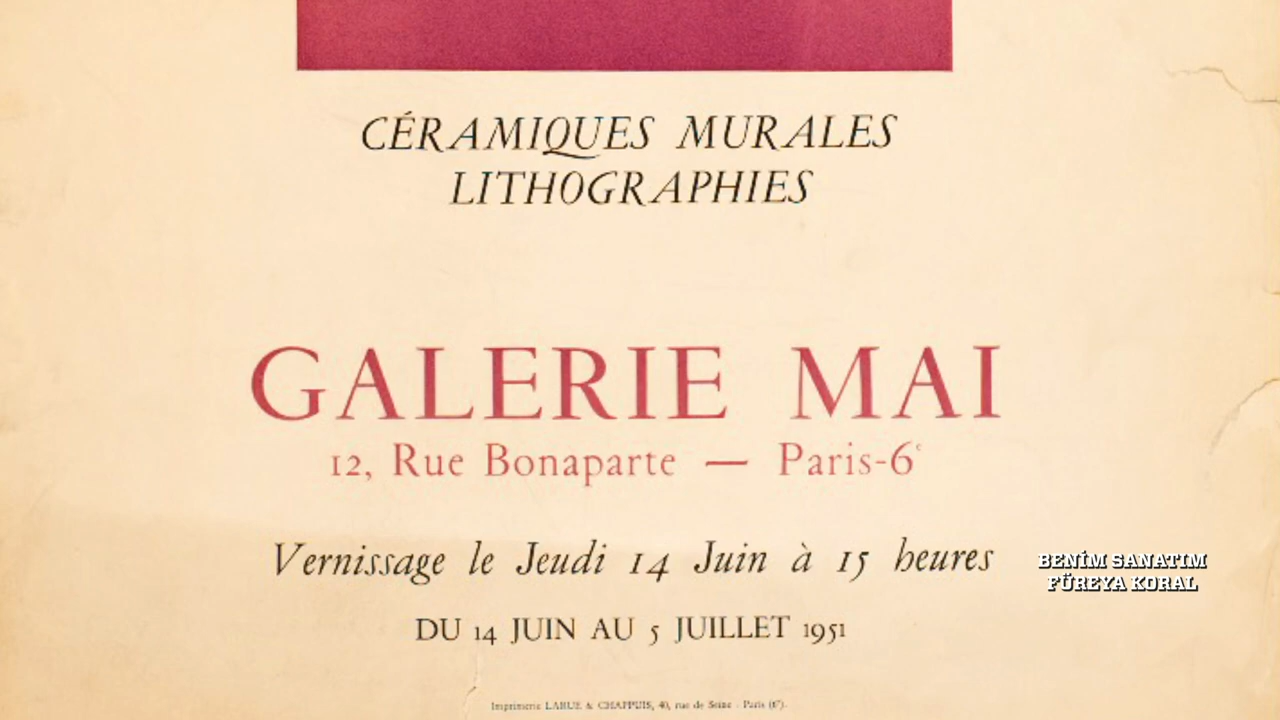 CÉRAMIQUES MURALES
LITHOGRAPHIES
GALERIE MAI
12, Rue Bonaparte — Paris-6e
Vernissage le Jeudi 14 Juin à 15 heures
BENİM SANATIM
FÜREYA KORAL
DU 14 JUIN AU 5 JUILLET 1951
Imprimerie LARUE & CHAPPUIS, 40, rue de Seine - Paris (6e).